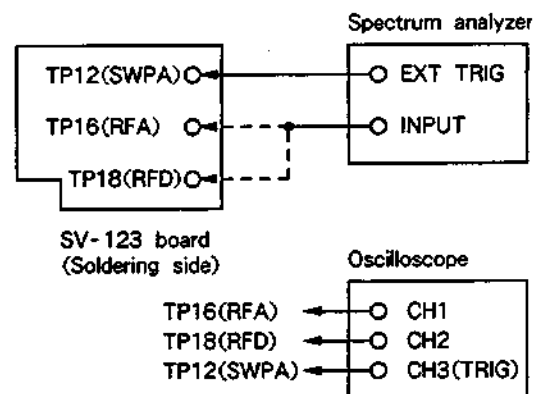 Spectrum analyzer
TP12(SWPA) EXT TRIG
TP16(RFA) INPUT
TP18(RFD)
SV-123 board
(Soldering side)
Oscilloscope
TP16(RFA) CH1
TP18(RFD) CH2
TP12(SWPA) CH3(TRIG)